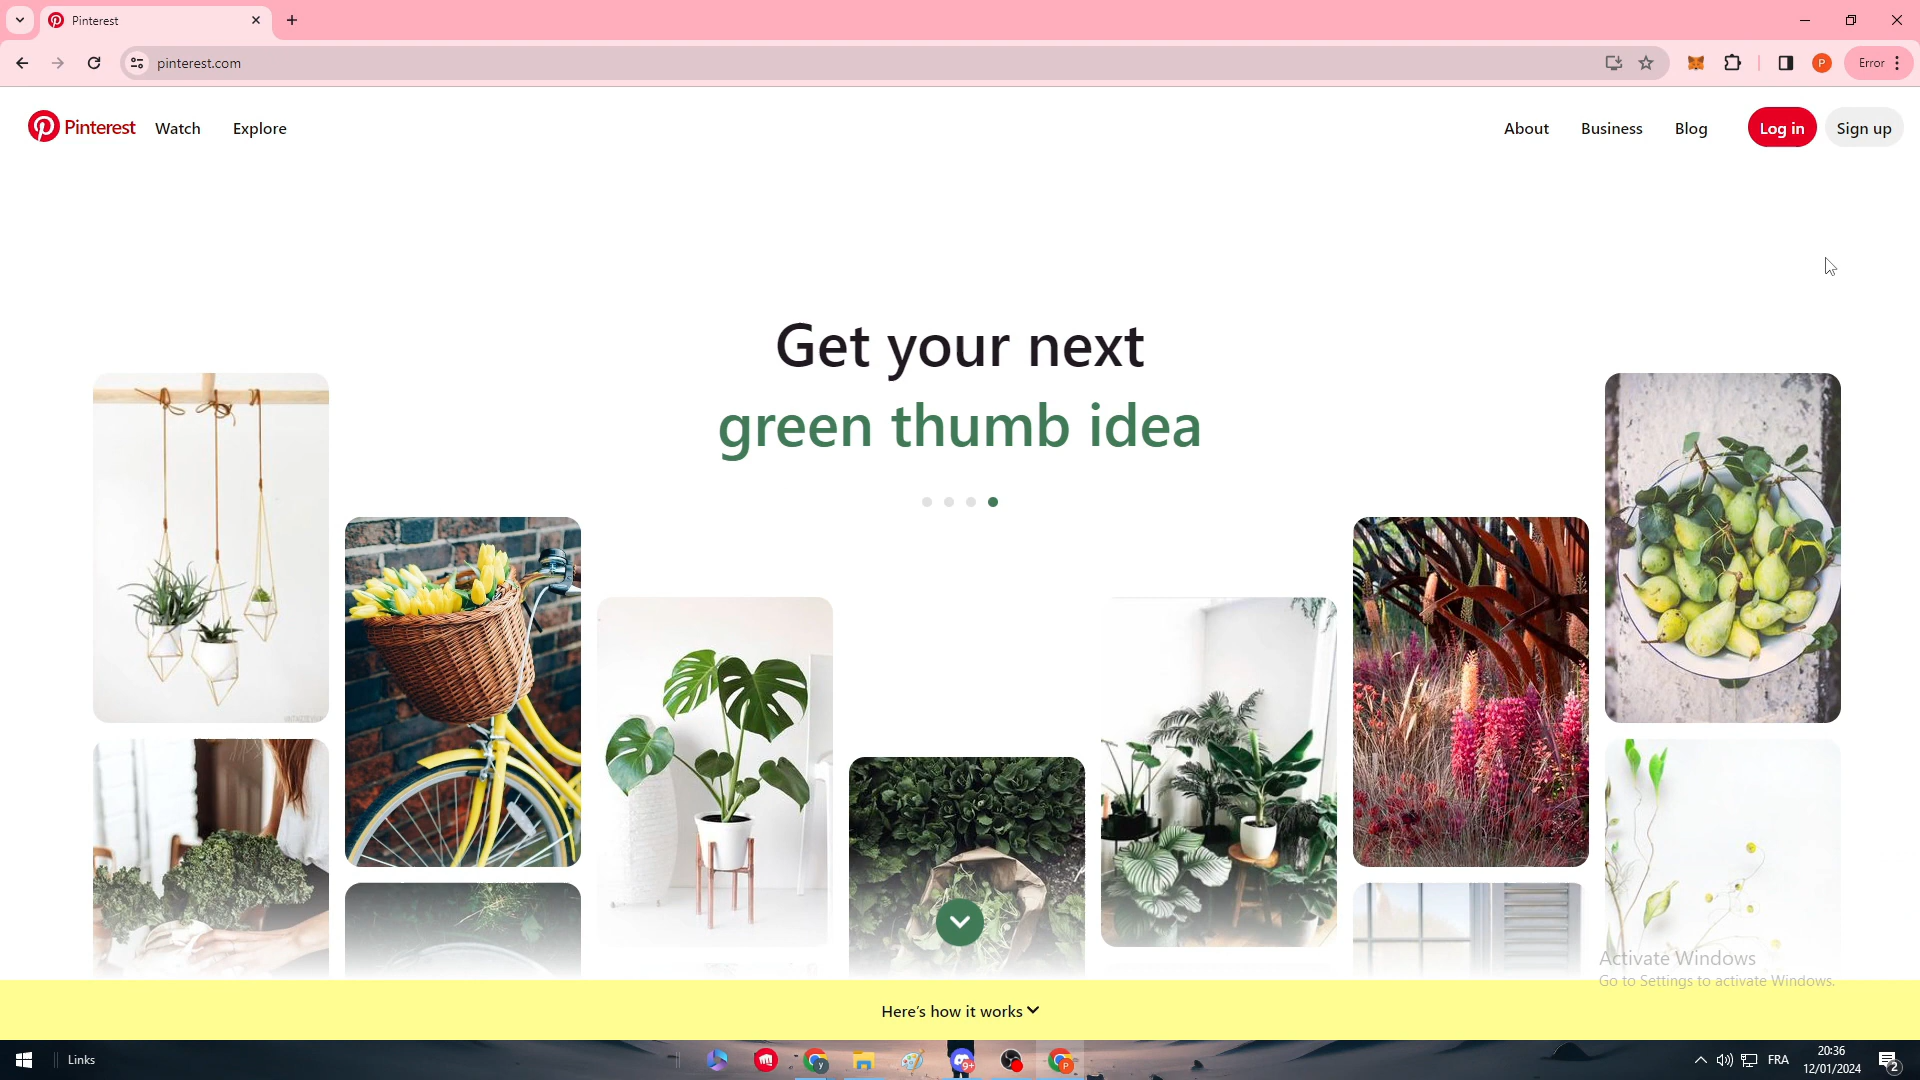 Pinterest
pinterest.com
Error
P
Pinterest
Watch
Explore
About
Business
Blog
Log in
Sign up
Get your next
green thumb idea
Activate Windows
Go to Settings to activate Windows.
Here's how it works
Links
y
9+
P
FRA
20:36
12/01/2024
2